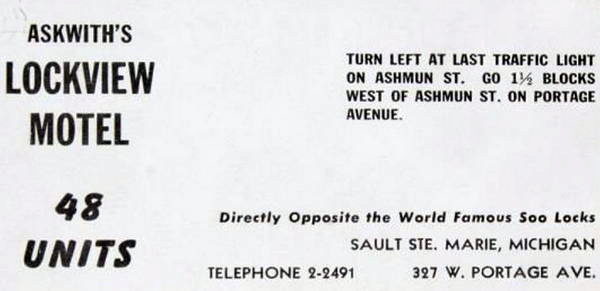 ASKWITH'S
LOCKVIEW
MOTEL
48
UNITS
TURN LEFT AT LAST TRAFFIC LIGHT
ON ASHMUN ST. GO 1½ BLOCKS
WEST OF ASHMUN ST. ON PORTAGE
AVENUE.
Directly Opposite the World Famous Soo Locks
SAULT STE. MARIE, MICHIGAN
TELEPHONE 2-2491 327 W. PORTAGE AVE.